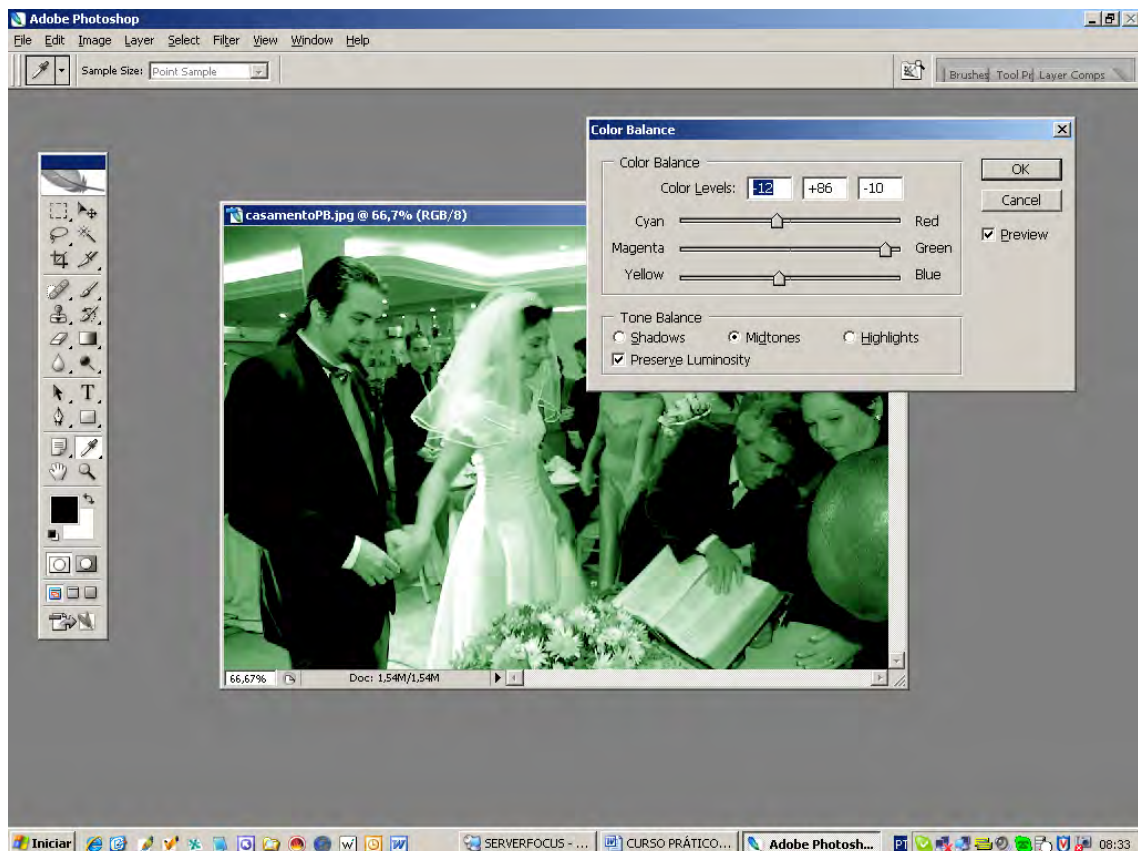 Adobe Photoshop
File Edit Image Layer Select Filter View Window Help
Sample Size: Point Sample
Brushes Tool Pr Layer Comps
Color Balance
Color Balance
Color Levels: -12 +86 -10
OK
Cancel
Preview
Cyan Red
Magenta Green
Yellow Blue
Tone Balance
Shadows Midtones Highlights
Preserve Luminosity
casamentoPB.jpg @ 66,7% (RGB/8)
T
66,67% Doc: 1,54M/1,54M
Iniciar
SERVERFOCUS - ...
CURSO PRÁTICO...
Adobe Photosh...
PT
08:33